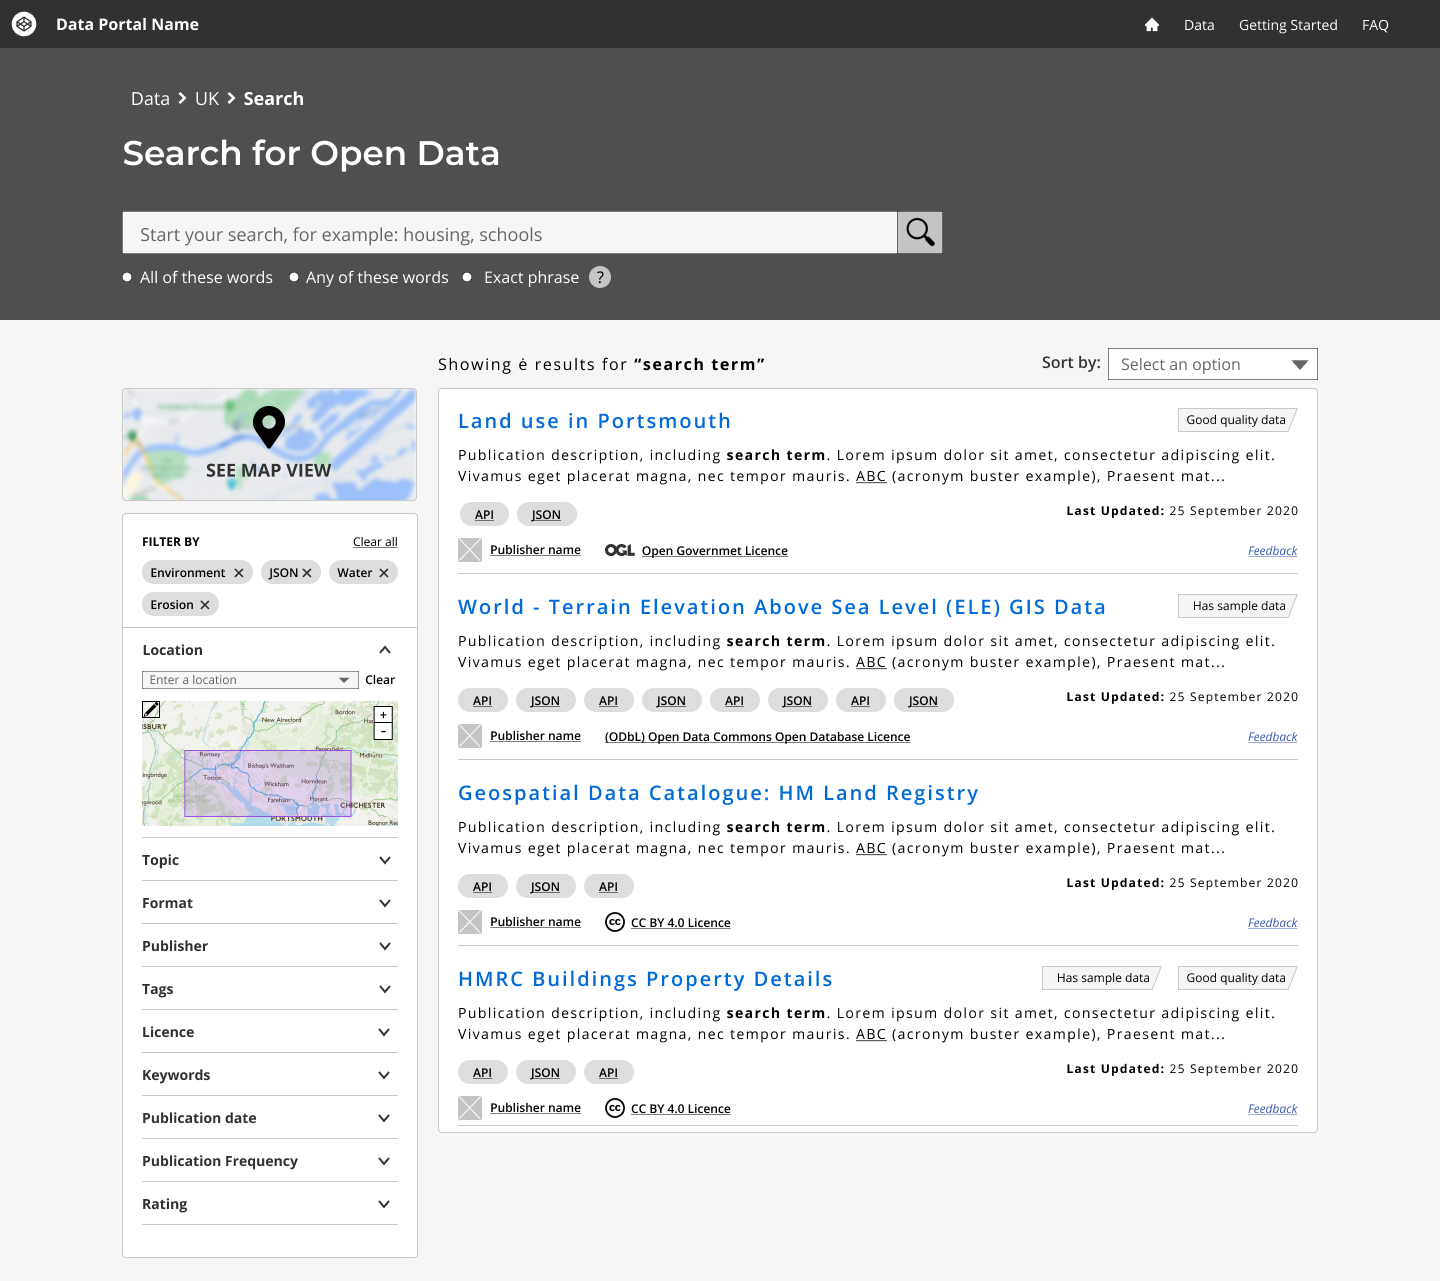 Data Portal Name
Data
Getting Started
FAQ
Data
UK
Search
Search for Open Data
Start your search, for example: housing, schools
All of these words
Any of these words
Exact phrase
?
Showing ė results for “search term”
Sort by:
Select an option
SEE MAP VIEW
FILTER BY
Clear all
Environment
JSON
Water
Erosion
Location
Enter a location
Clear
SBURY
New Alresford
Bordon
+
-
Romsey
Petersfield
Midhurst
Totton
Bishop's Waltham
ingbridge
Wickham
Horndean
Fareham
Havant
CHICHESTER
gwood
PORTSMOUTH
Bognor Re
Topic
Format
Publisher
Tags
Licence
Keywords
Publication date
Publication Frequency
Rating
Land use in Portsmouth
Good quality data
Publication description, including search term. Lorem ipsum dolor sit amet, consectetur adipiscing elit.
Vivamus eget placerat magna, nec tempor mauris. ABC (acronym buster example), Praesent mat...
API JSON
Last Updated: 25 September 2020
Publisher name
OGL Open Governmet Licence
Feedback
World - Terrain Elevation Above Sea Level (ELE) GIS Data
Has sample data
Publication description, including search term. Lorem ipsum dolor sit amet, consectetur adipiscing elit.
Vivamus eget placerat magna, nec tempor mauris. ABC (acronym buster example), Praesent mat...
API JSON API JSON API JSON API JSON
Last Updated: 25 September 2020
Publisher name
(ODbL) Open Data Commons Open Database Licence
Feedback
Geospatial Data Catalogue: HM Land Registry
Publication description, including search term. Lorem ipsum dolor sit amet, consectetur adipiscing elit.
Vivamus eget placerat magna, nec tempor mauris. ABC (acronym buster example), Praesent mat...
API JSON API
Last Updated: 25 September 2020
Publisher name
cc CC BY 4.0 Licence
Feedback
HMRC Buildings Property Details
Has sample data
Good quality data
Publication description, including search term. Lorem ipsum dolor sit amet, consectetur adipiscing elit.
Vivamus eget placerat magna, nec tempor mauris. ABC (acronym buster example), Praesent mat...
API JSON API
Last Updated: 25 September 2020
Publisher name
cc CC BY 4.0 Licence
Feedback